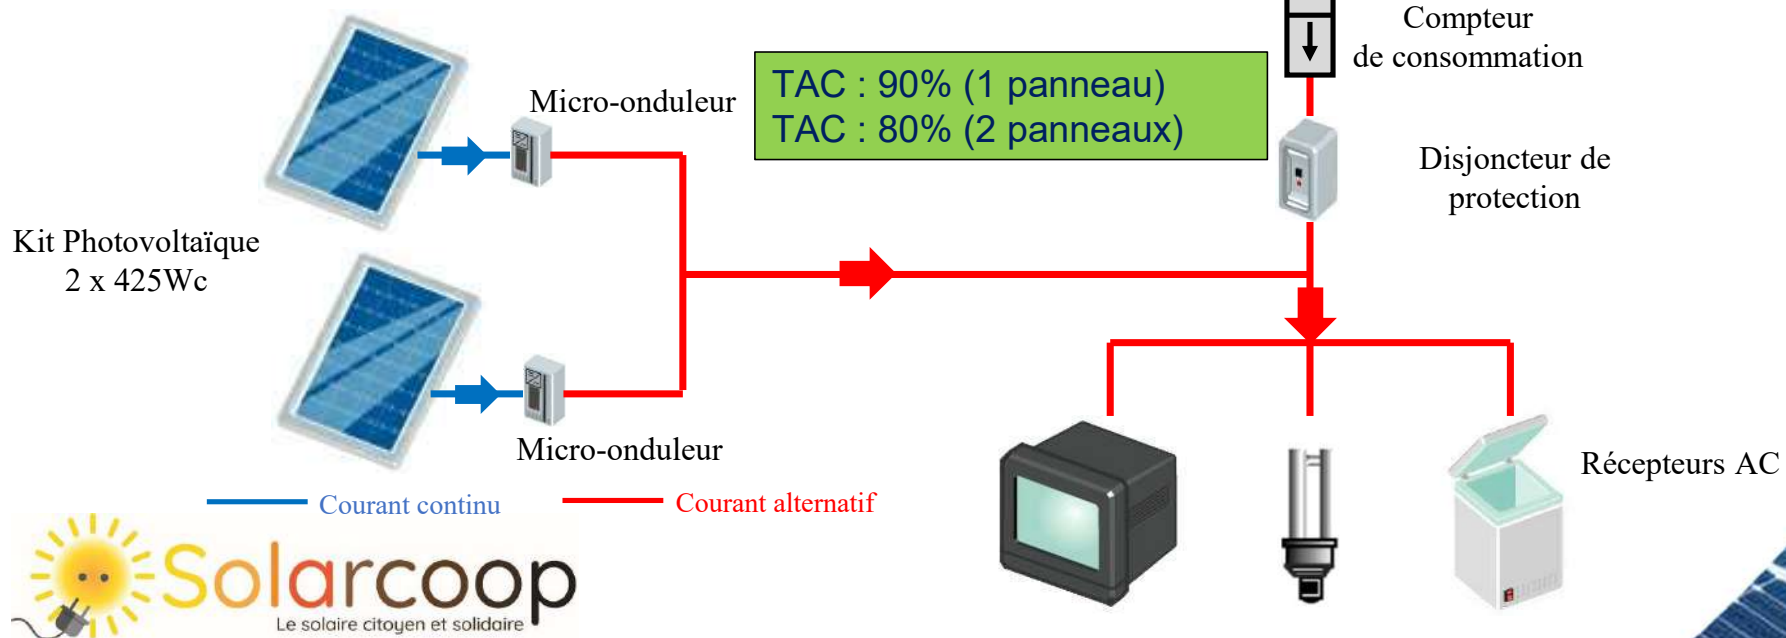 Compteur
de consommation
TAC : 90% (1 panneau)
TAC : 80% (2 panneaux)
Micro-onduleur
Disjoncteur de
protection
Kit Photovoltaïque
2 x 425Wc
Micro-onduleur
Récepteurs AC
Courant continu
Courant alternatif
Solarcoop
Le solaire citoyen et solidaire